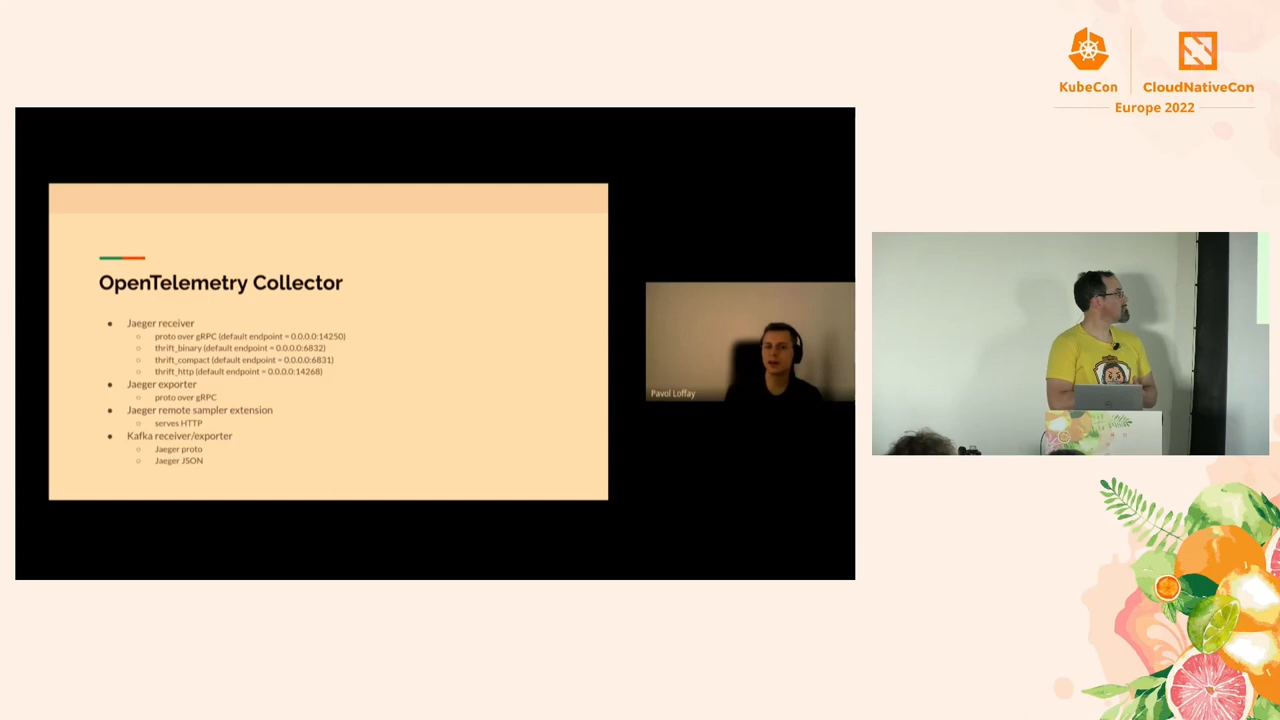 KubeCon
CloudNativeCon
Europe 2022
OpenTelemetry Collector
● Jaeger receiver
○ proto over gRPC (default endpoint = 0.0.0.0:14250)
○ thrift_binary (default endpoint = 0.0.0.0:6832)
○ thrift_compact (default endpoint = 0.0.0.0:6831)
○ thrift_http (default endpoint = 0.0.0.0:14268)
● Jaeger exporter
○ proto over gRPC
● Jaeger remote sampler extension
○ serves HTTP
● Kafka receiver/exporter
○ Jaeger proto
○ Jaeger JSON
Pavol Loffay